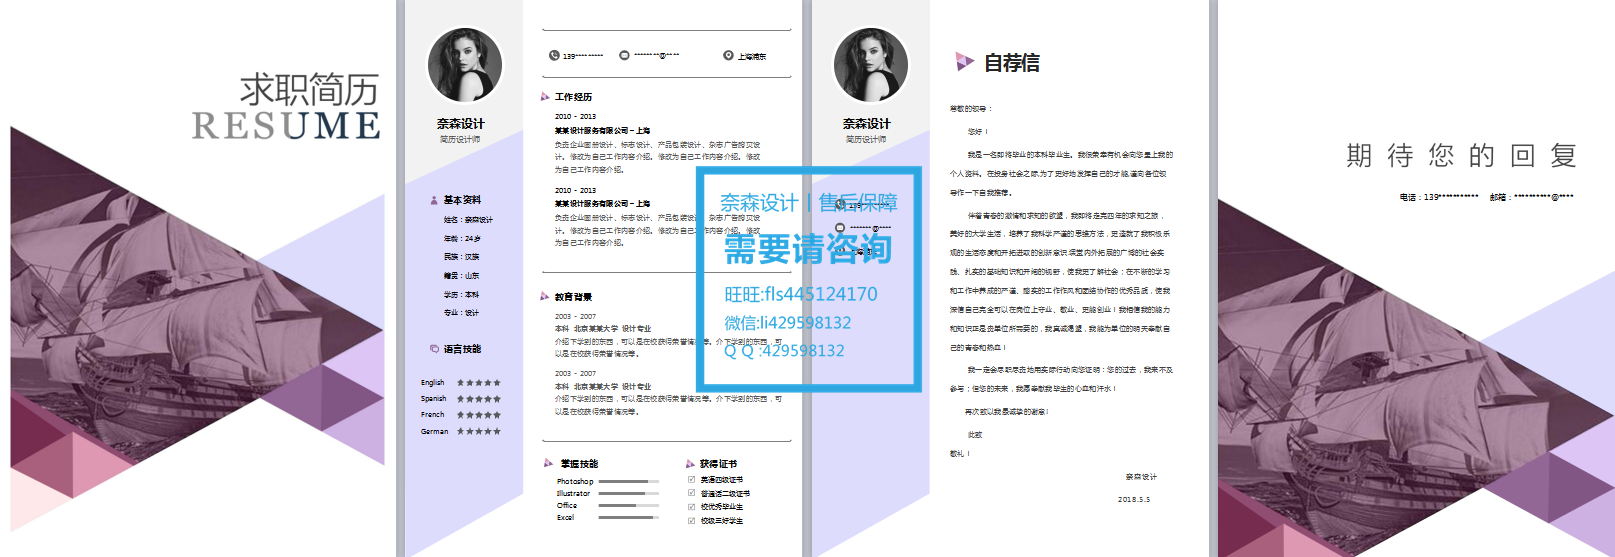 求职简历
RESUME
奈森设计
简历设计师
基本资料
姓名：奈森设计
年龄：24岁
民族：汉族
籍贯：山东
学历：本科
专业：设计
语言技能
English ★★★★★
Spanish ★★★★★
French ★★★★★
German ★★★★★
139*********
********@****
上海浦东
工作经历
2010 - 2013
某某设计服务有限公司 – 上海
负责企业画册设计、标志设计、产品包装设计、杂志广告跨页设
计。修改为自己工作内容介绍。修改为自己工作内容介绍。修改
为自己工作内容介绍。
2010 - 2013
某某设计服务有限公司 – 上海
负责企业画册设计、标志设计、产品包装设计、杂志广告跨页设
计。修改为自己工作内容介绍。修改为自己工作内容介绍。修改
为自己工作内容介绍。
教育背景
2003 - 2007
本科 北京某某大学 设计专业
介绍下学到的东西，可以是在校获得荣誉情况等。介下学到的东西，可
以是在校获得荣誉情况等。
2003 - 2007
本科 北京某某大学 设计专业
介绍下学到的东西，可以是在校获得荣誉情况等。介下学到的东西，可
以是在校获得荣誉情况等。
掌握技能
Photoshop
Illustrator
Office
Excel
获得证书
英语四级证书
普通话二级证书
校优秀毕业生
校级三好学生
奈森设计丨售后保障
需要请咨询
旺旺:fls445124170
微信:li429598132
Q Q :429598132
奈森设计
简历设计师
*******@****
自荐信
尊敬的领导：
您好！
我是一名即将毕业的本科毕业生。我很荣幸有机会向您呈上我的
个人资料。在投身社会之际,为了更好地发挥自己的才能,谨向各位领
导作一下自我推荐。
伴着青春的激情和求知的欲望，我即将走完四年的求知之旅，
美好的大学生活，培养了我科学严谨的思维方法，更造就了我积极乐
观的生活态度和开拓进取的创新意识.课堂内外拓展的广博的社会实
践、扎实的基础知识和开阔的视野，使我更了解社会；在不断的学习
和工作中养成的严谨、踏实的工作作风和团结协作的优秀品质，使我
深信自己完全可以在岗位上守业、敬业、更能创业！我相信我的能力
和知识正是贵单位所需要的，我真诚渴望，我能为单位的明天奉献自
己的青春和热血！
我一定会尽职尽责地用实际行动向您证明：您的过去，我来不及
参与；但您的未来，我愿奉献我毕生的心血和汗水！
再次致以我最诚挚的谢意！
此致
敬礼！
奈森设计
2018.5.5
期待您的回复
电话：139*********** 邮箱：**********@****